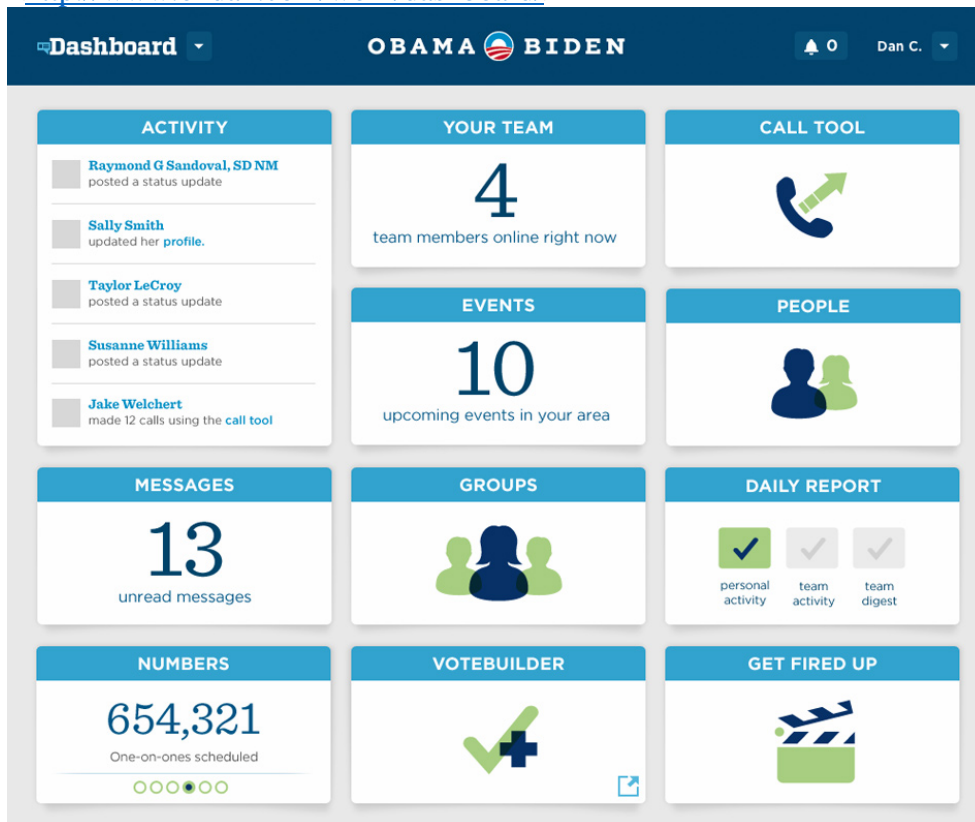 Dashboard
OBAMA BIDEN
0
Dan C.
ACTIVITY
Raymond G Sandoval, SD NM
posted a status update
Sally Smith
updated her profile.
Taylor LeCroy
posted a status update
Susanne Williams
posted a status update
Jake Welchert
made 12 calls using the call tool
YOUR TEAM
4
team members online right now
CALL TOOL
EVENTS
10
upcoming events in your area
PEOPLE
MESSAGES
13
unread messages
GROUPS
DAILY REPORT
personal
activity
team
activity
team
digest
NUMBERS
654,321
One-on-ones scheduled
VOTEBUILDER
GET FIRED UP